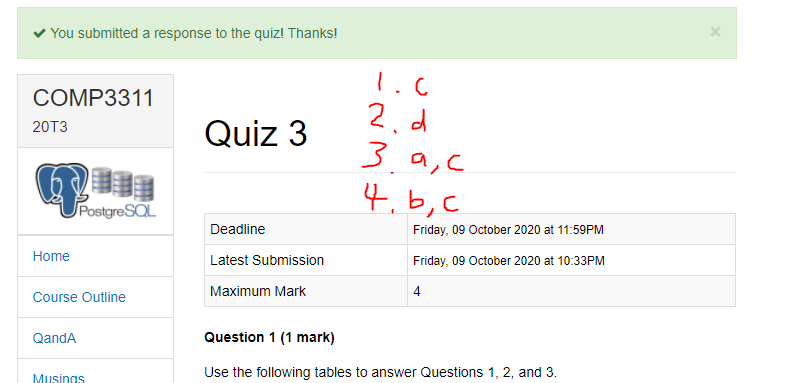 You submitted a response to the quiz! Thanks!
×
COMP3311
20T3
PostgreSQL
Home
Course Outline
QandA
Musings
1. c
2. d
3. a, c
4. b, c
Quiz 3
Deadline Friday, 09 October 2020 at 11:59PM
Latest Submission Friday, 09 October 2020 at 10:33PM
Maximum Mark 4
Question 1 (1 mark)
Use the following tables to answer Questions 1, 2, and 3.